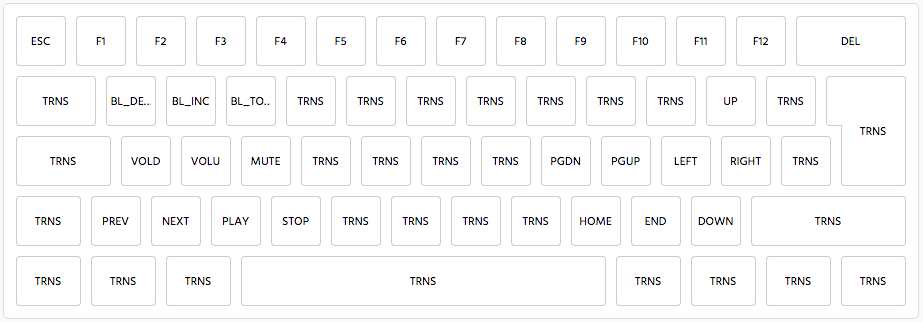 ESC F1 F2 F3 F4 F5 F6 F7 F8 F9 F10 F11 F12 DEL
TRNS BL_DE... BL_INC BL_TO... TRNS TRNS TRNS TRNS TRNS TRNS TRNS UP TRNS TRNS
TRNS VOLD VOLU MUTE TRNS TRNS TRNS TRNS PGDN PGUP LEFT RIGHT TRNS
TRNS PREV NEXT PLAY STOP TRNS TRNS TRNS TRNS HOME END DOWN TRNS
TRNS TRNS TRNS TRNS TRNS TRNS TRNS TRNS